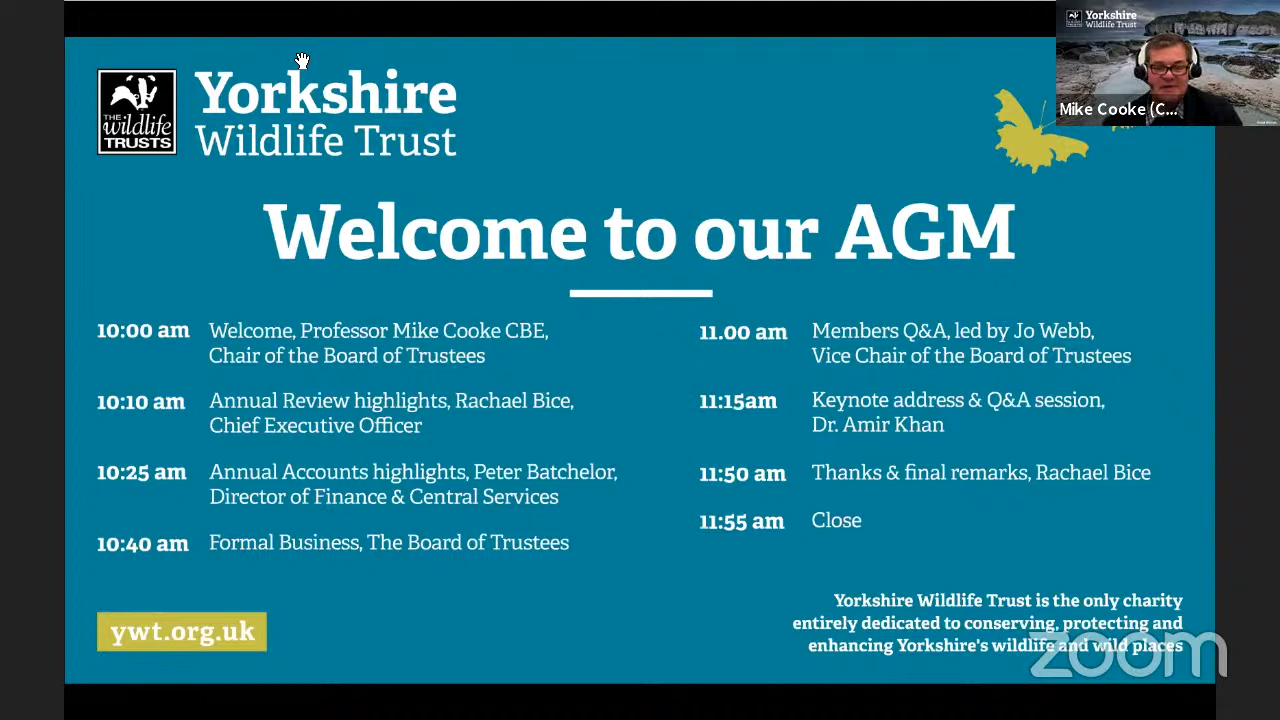 Yorkshire
Wildlife Trust
THE
wildlife
TRUSTS
Yorkshire
Wildlife Trust
Mike Cooke (C...
Welcome to our AGM
10:00 am Welcome, Professor Mike Cooke CBE,
Chair of the Board of Trustees
10:10 am Annual Review highlights, Rachael Bice,
Chief Executive Officer
10:25 am Annual Accounts highlights, Peter Batchelor,
Director of Finance & Central Services
10:40 am Formal Business, The Board of Trustees
11.00 am Members Q&A, led by Jo Webb,
Vice Chair of the Board of Trustees
11:15am Keynote address & Q&A session,
Dr. Amir Khan
11:50 am Thanks & final remarks, Rachael Bice
11:55 am Close
ywt.org.uk
Yorkshire Wildlife Trust is the only charity
entirely dedicated to conserving, protecting and
enhancing Yorkshire's wildlife and wild places
zoom